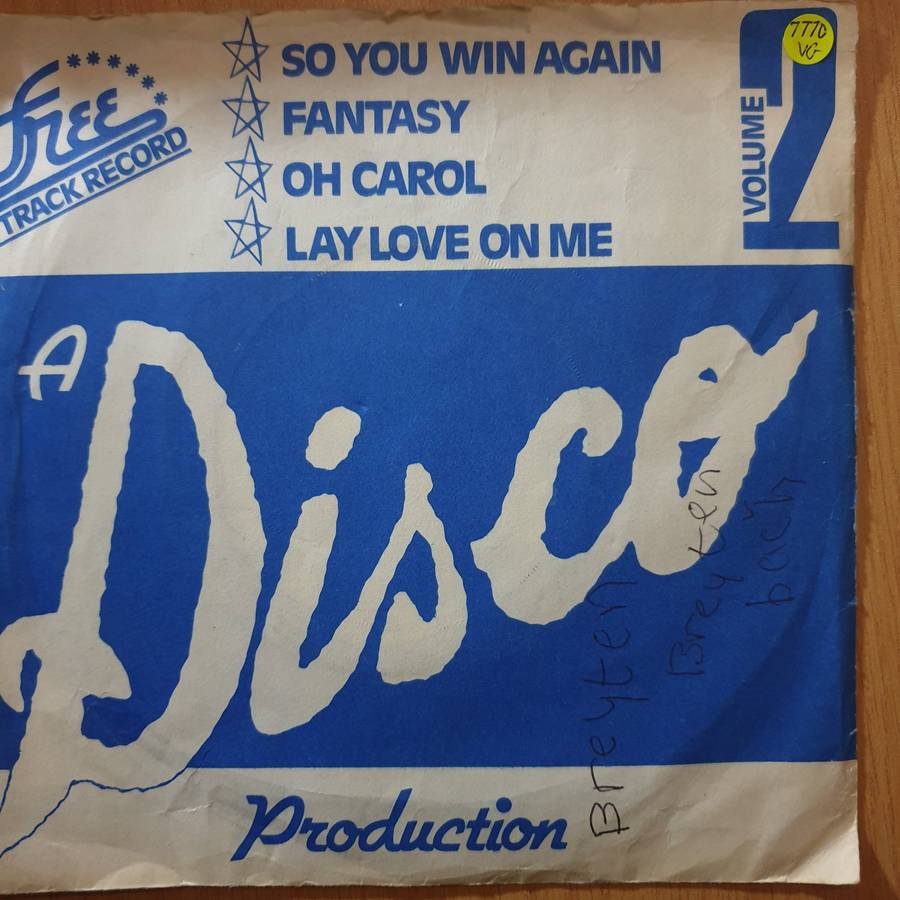 Free
TRACK RECORD
SO YOU WIN AGAIN
FANTASY
OH CAROL
LAY LOVE ON ME
VOLUME
2
7770
VG
A
Disco
Production
Breyten
Breyten
bach